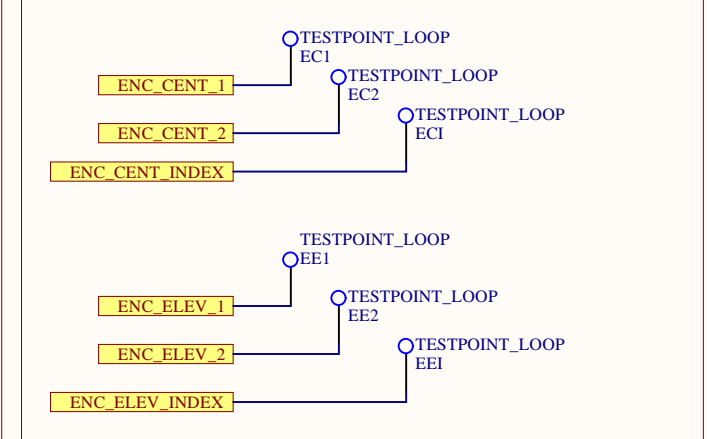 TESTPOINT_LOOP
EC1
ENC_CENT_1
TESTPOINT_LOOP
EC2
ENC_CENT_2
TESTPOINT_LOOP
ECI
ENC_CENT_INDEX
TESTPOINT_LOOP
EE1
ENC_ELEV_1
TESTPOINT_LOOP
EE2
ENC_ELEV_2
TESTPOINT_LOOP
EEI
ENC_ELEV_INDEX